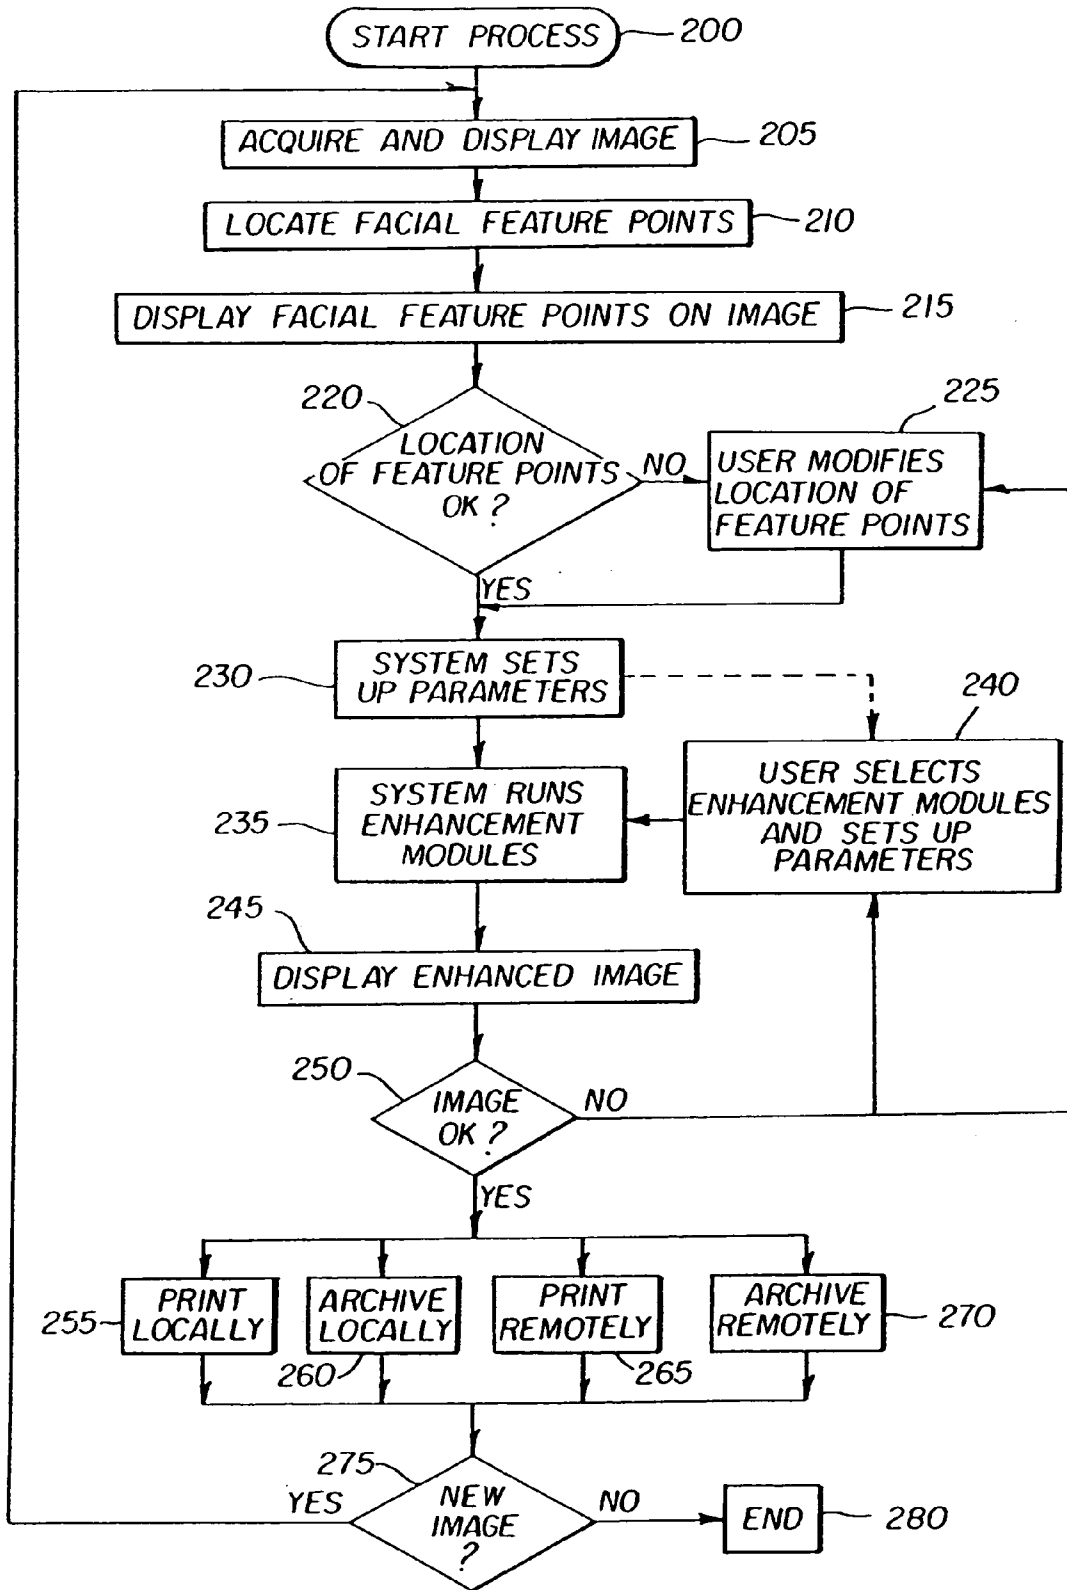 START PROCESS
200
ACQUIRE AND DISPLAY IMAGE
205
LOCATE FACIAL FEATURE POINTS
210
DISPLAY FACIAL FEATURE POINTS ON IMAGE
215
220
LOCATION
OF FEATURE POINTS
OK ?
NO
225
USER MODIFIES
LOCATION OF
FEATURE POINTS
YES
230
SYSTEM SETS
UP PARAMETERS
240
USER SELECTS
ENHANCEMENT MODULES
AND SETS UP
PARAMETERS
235
SYSTEM RUNS
ENHANCEMENT
MODULES
245
DISPLAY ENHANCED IMAGE
250
IMAGE
OK ?
NO
YES
255
PRINT
LOCALLY
ARCHIVE
LOCALLY
260
PRINT
REMOTELY
265
ARCHIVE
REMOTELY
270
275
YES
NEW
IMAGE
?
NO
END
280